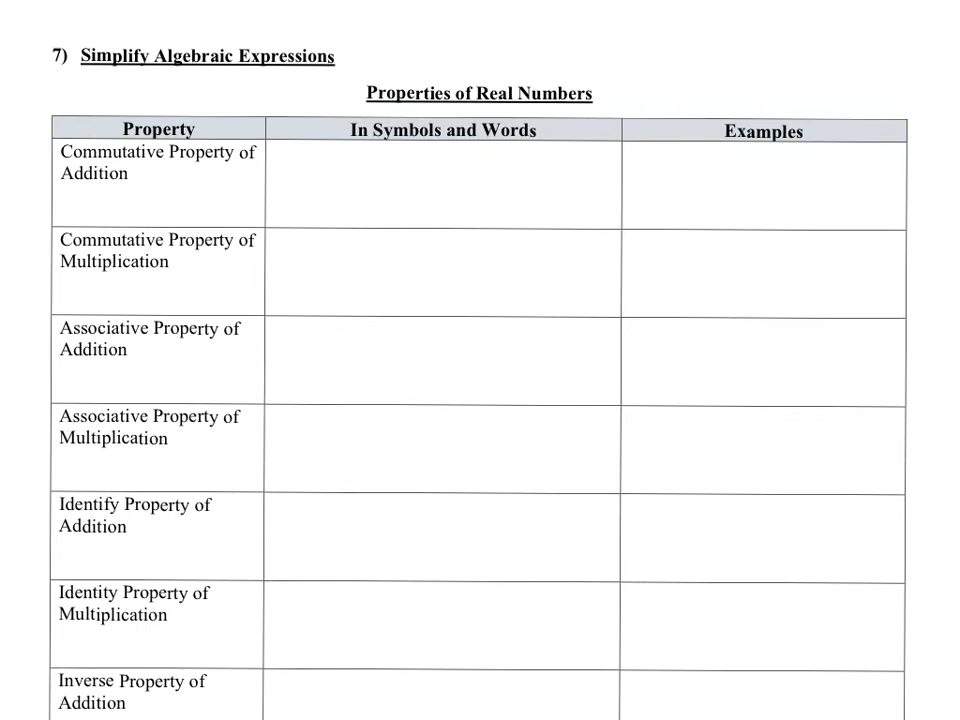 7) Simplify Algebraic Expressions
Properties of Real Numbers
Property In Symbols and Words Examples
Commutative Property of
Addition
Commutative Property of
Multiplication
Associative Property of
Addition
Associative Property of
Multiplication
Identify Property of
Addition
Identity Property of
Multiplication
Inverse Property of
Addition